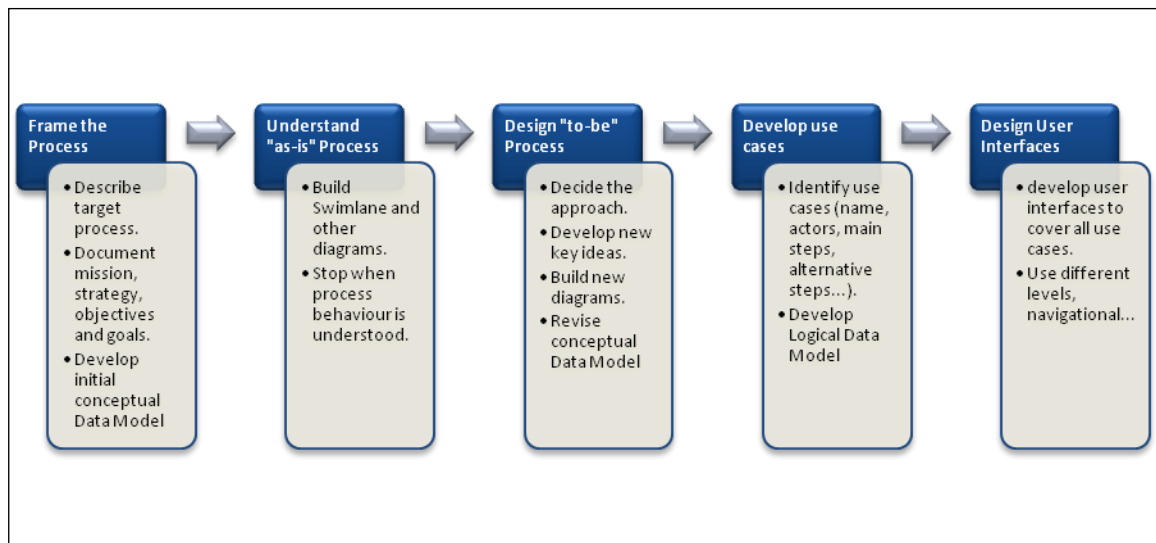 Frame the
Process
• Describe
target
process.
• Document
mission,
strategy,
objectives
and goals.
• Develop
initial
conceptual
Data Model
Understand
"as-is" Process
• Build
Swimlane and
other
diagrams.
• Stop when
process
behaviour is
understood.
Design "to-be"
Process
• Decide the
approach.
• Develop new
key ideas.
• Build new
diagrams.
• Revise
conceptual
Data Model
Develop use
cases
• Identify use
cases (name,
actors, main
steps,
alternative
steps...).
• Develop
Logical Data
Model
Design User
Interfaces
• develop user
interfaces to
cover all use
cases.
• Use different
levels,
navigational...